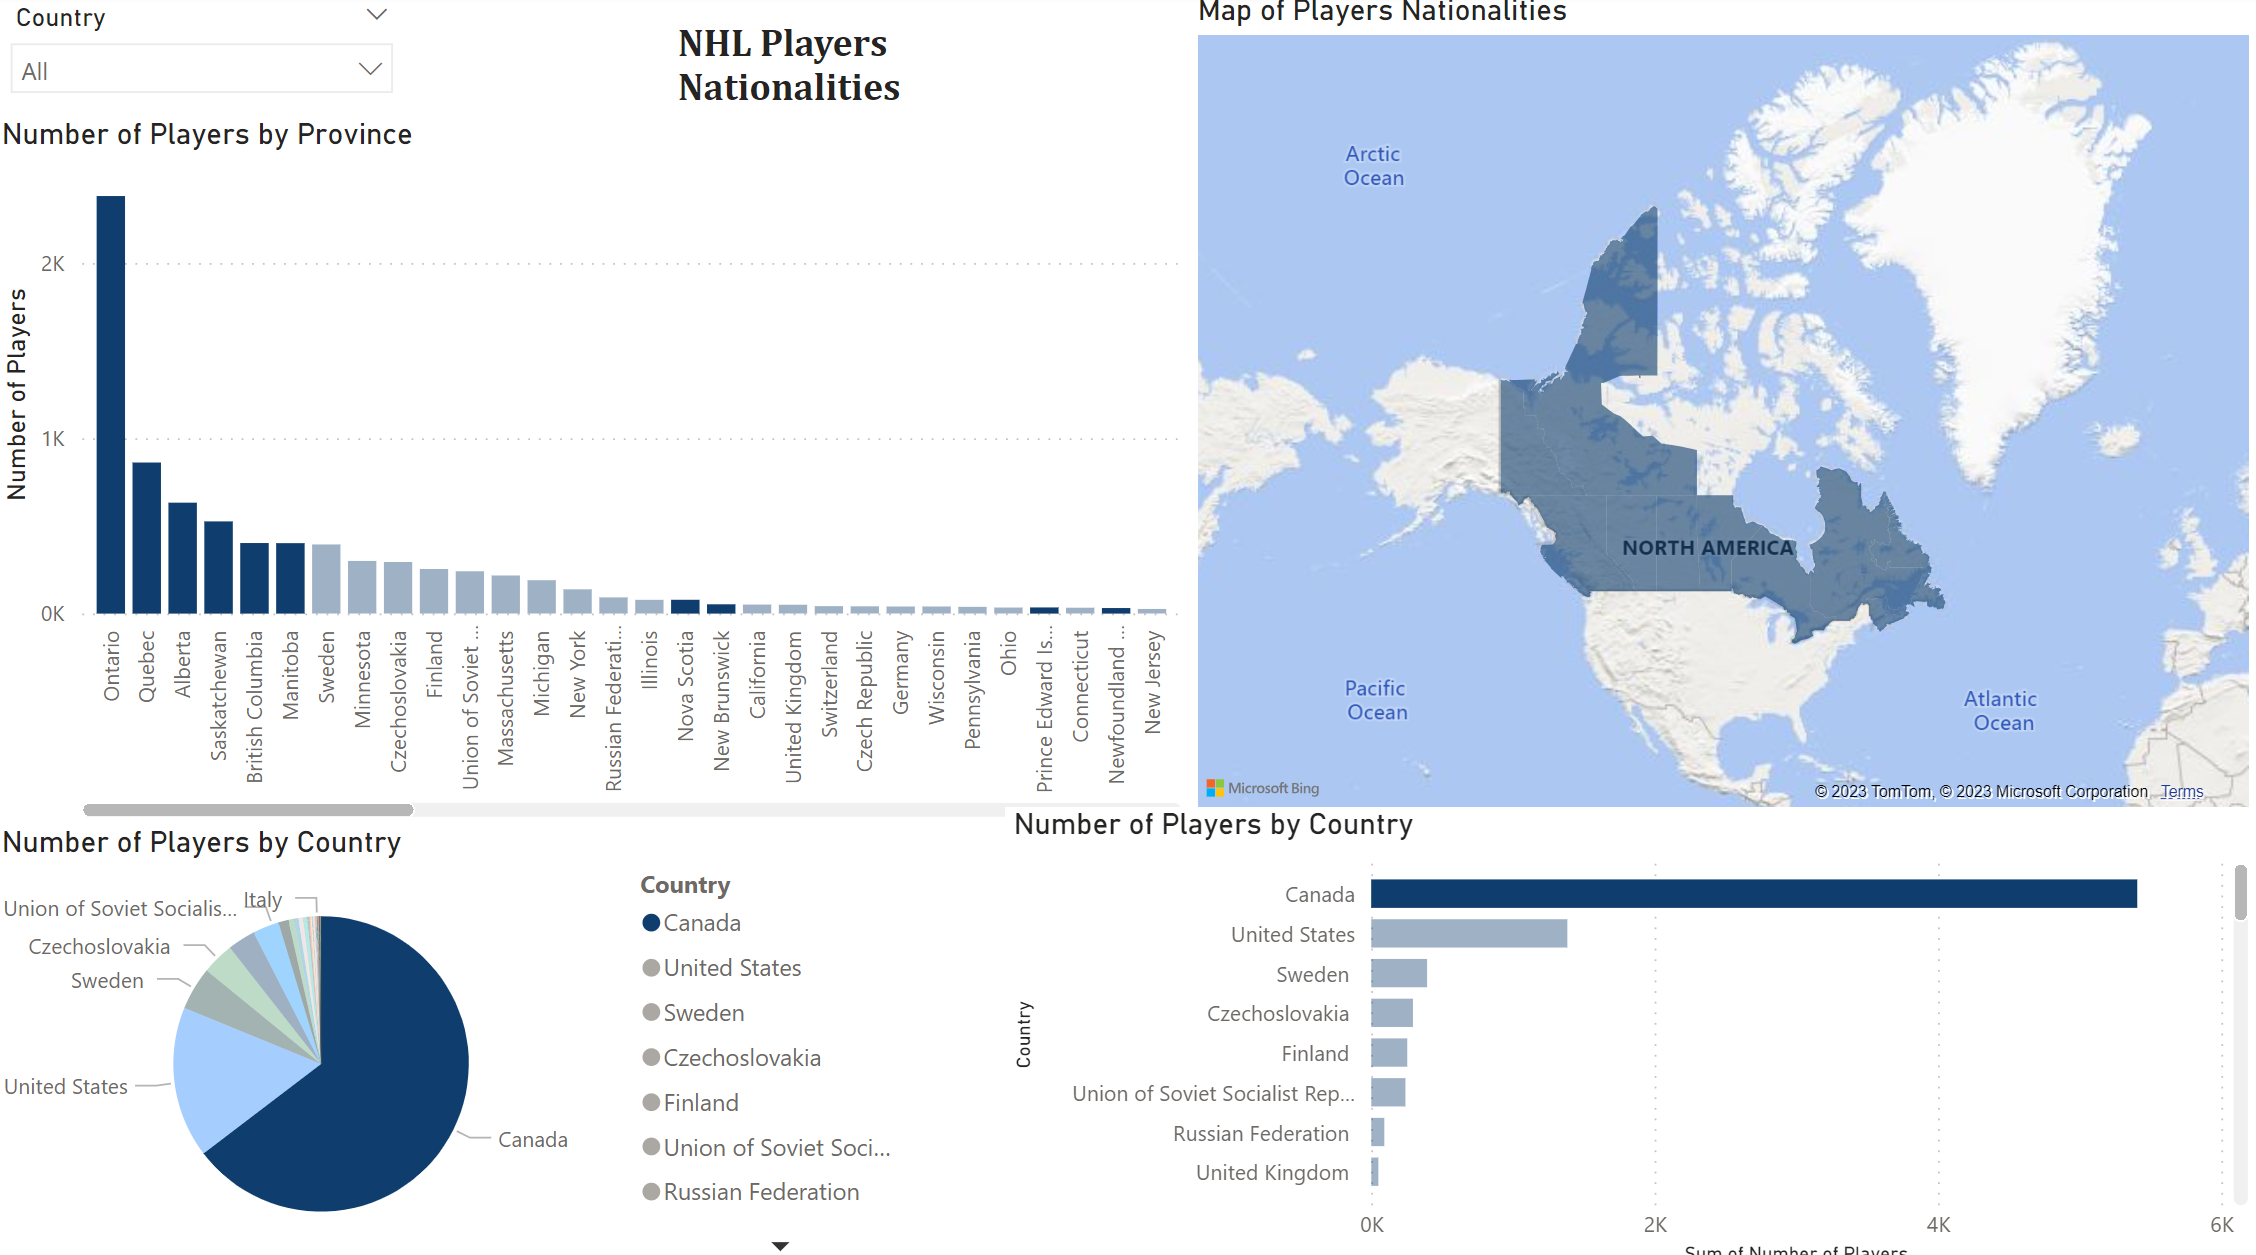 Country
All
NHL Players
Nationalities
Number of Players by Province
Number of Players
2K
1K
0K
Ontario
Quebec
Alberta
Saskatchewan
British Columbia
Manitoba
Sweden
Minnesota
Czechoslovakia
Finland
Union of Soviet ...
Massachusetts
Michigan
New York
Russian Federati...
Illinois
Nova Scotia
New Brunswick
California
United Kingdom
Switzerland
Czech Republic
Germany
Wisconsin
Pennsylvania
Ohio
Prince Edward Is...
Connecticut
Newfoundland ...
New Jersey
Map of Players Nationalities
Arctic
Ocean
NORTH AMERICA
Pacific
Ocean
Atlantic
Ocean
Microsoft Bing
© 2023 TomTom, © 2023 Microsoft Corporation Terms
Number of Players by Country
Italy
Union of Soviet Socialis...
Czechoslovakia
Sweden
United States
Canada
Country
Canada
United States
Sweden
Czechoslovakia
Finland
Union of Soviet Soci...
Russian Federation
Number of Players by Country
Country
Canada
United States
Sweden
Czechoslovakia
Finland
Union of Soviet Socialist Rep...
Russian Federation
United Kingdom
0K
2K
4K
6K
Sum of Number of Players